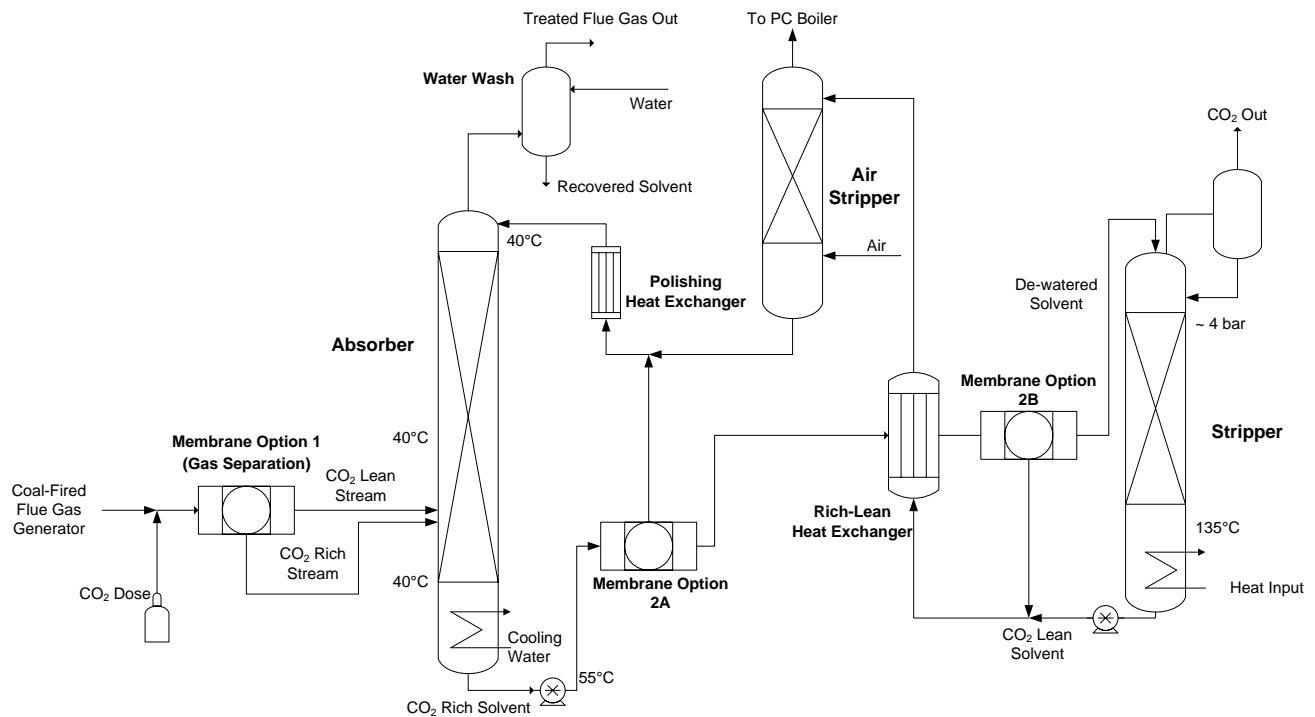 Treated Flue Gas Out
To PC Boiler
Water Wash
Water
CO₂ Out
Recovered Solvent
Air
Stripper
40°C
Air
Polishing
Heat Exchanger
De-watered
Solvent
~ 4 bar
Absorber
Membrane Option
2B
Membrane Option 1
(Gas Separation)
40°C
Stripper
CO₂ Lean
Stream
Coal-Fired
Flue Gas
Generator
Rich-Lean
Heat Exchanger
135°C
CO₂ Rich
Stream
40°C
Membrane Option
2A
CO₂ Dose
Heat Input
Cooling
Water
CO₂ Lean
Solvent
55°C
CO₂ Rich Solvent